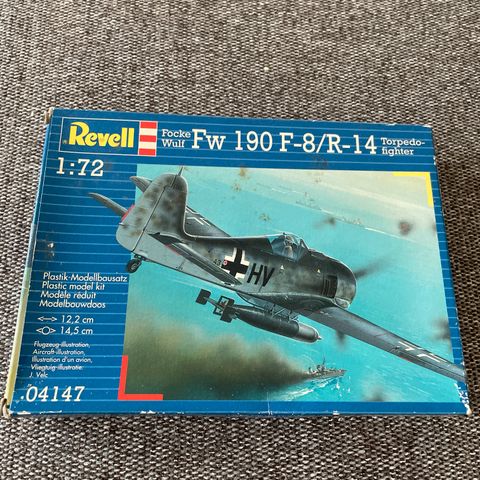 Revell
Focke
Wulf
Fw 190 F-8/R-14
Torpedo-
fighter
1:72
HV
Plastik-Modellbausatz
Plastic model kit
Modèle réduit
Modelbouwdoos
12,2 cm
14,5 cm
Flugzeug-Illustration,
Aircraft-illustration,
Illustration d'un avion,
Vliegtuig-illustratie:
J. Velc
04147